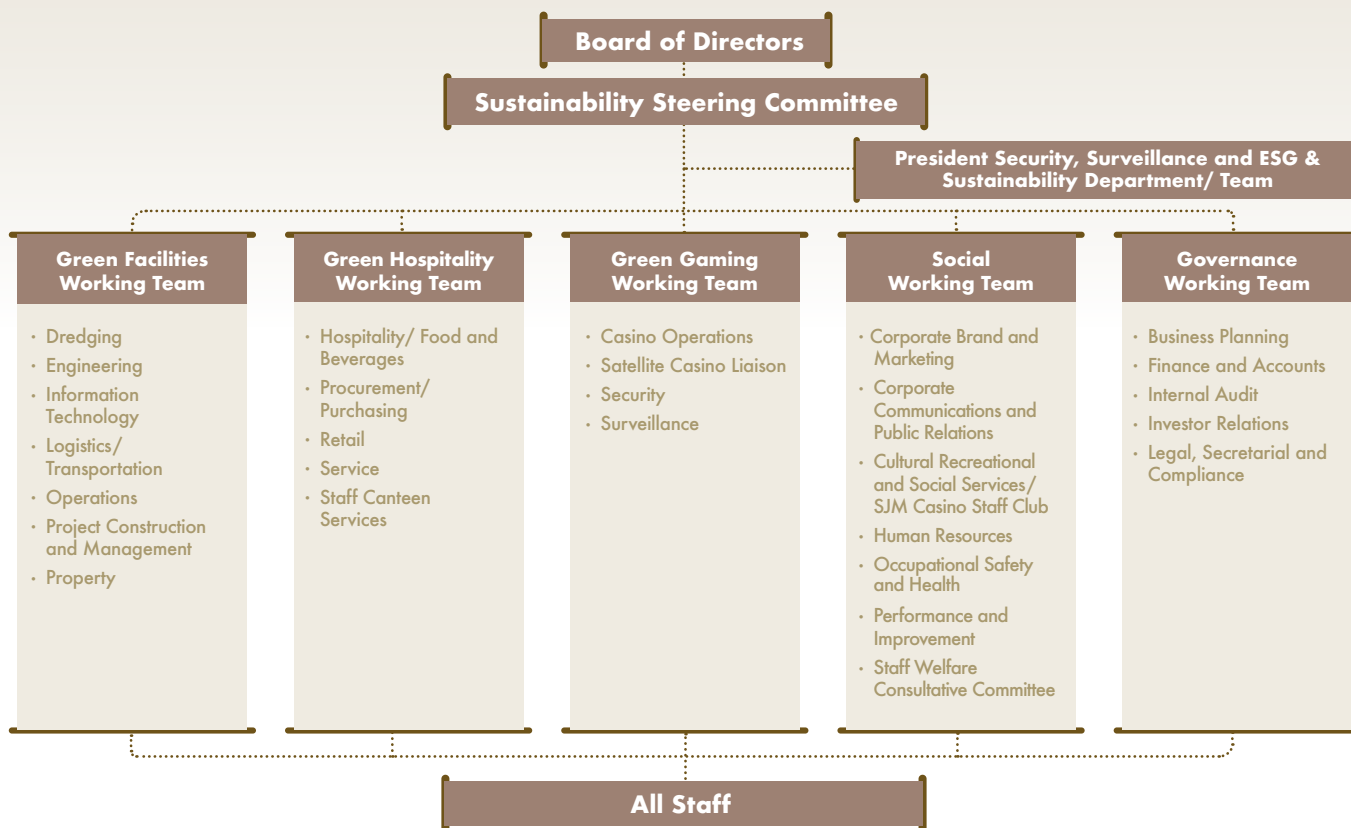 Board of Directors
Sustainability Steering Committee
President Security, Surveillance and ESG &
Sustainability Department/ Team
Green Facilities
Working Team
· Dredging
· Engineering
· Information
Technology
· Logistics/
Transportation
· Operations
· Project Construction
and Management
· Property
Green Hospitality
Working Team
· Hospitality/ Food and
Beverages
· Procurement/
Purchasing
· Retail
· Service
· Staff Canteen
Services
Green Gaming
Working Team
· Casino Operations
· Satellite Casino Liaison
· Security
· Surveillance
Social
Working Team
· Corporate Brand and
Marketing
· Corporate
Communications and
Public Relations
· Cultural Recreational
and Social Services/
SJM Casino Staff Club
· Human Resources
· Occupational Safety
and Health
· Performance and
Improvement
· Staff Welfare
Consultative Committee
Governance
Working Team
· Business Planning
· Finance and Accounts
· Internal Audit
· Investor Relations
· Legal, Secretarial and
Compliance
All Staff